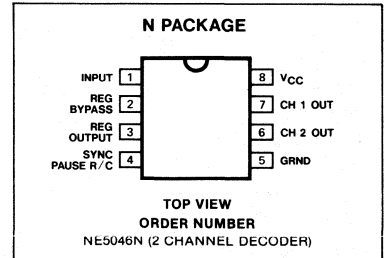 N PACKAGE
INPUT 1
8 VCC
REG
BYPASS 2
7 CH 1 OUT
REG
OUTPUT 3
6 CH 2 OUT
SYNC
PAUSE R/C 4
5 GRND
TOP VIEW
ORDER NUMBER
NE5046N (2 CHANNEL DECODER)